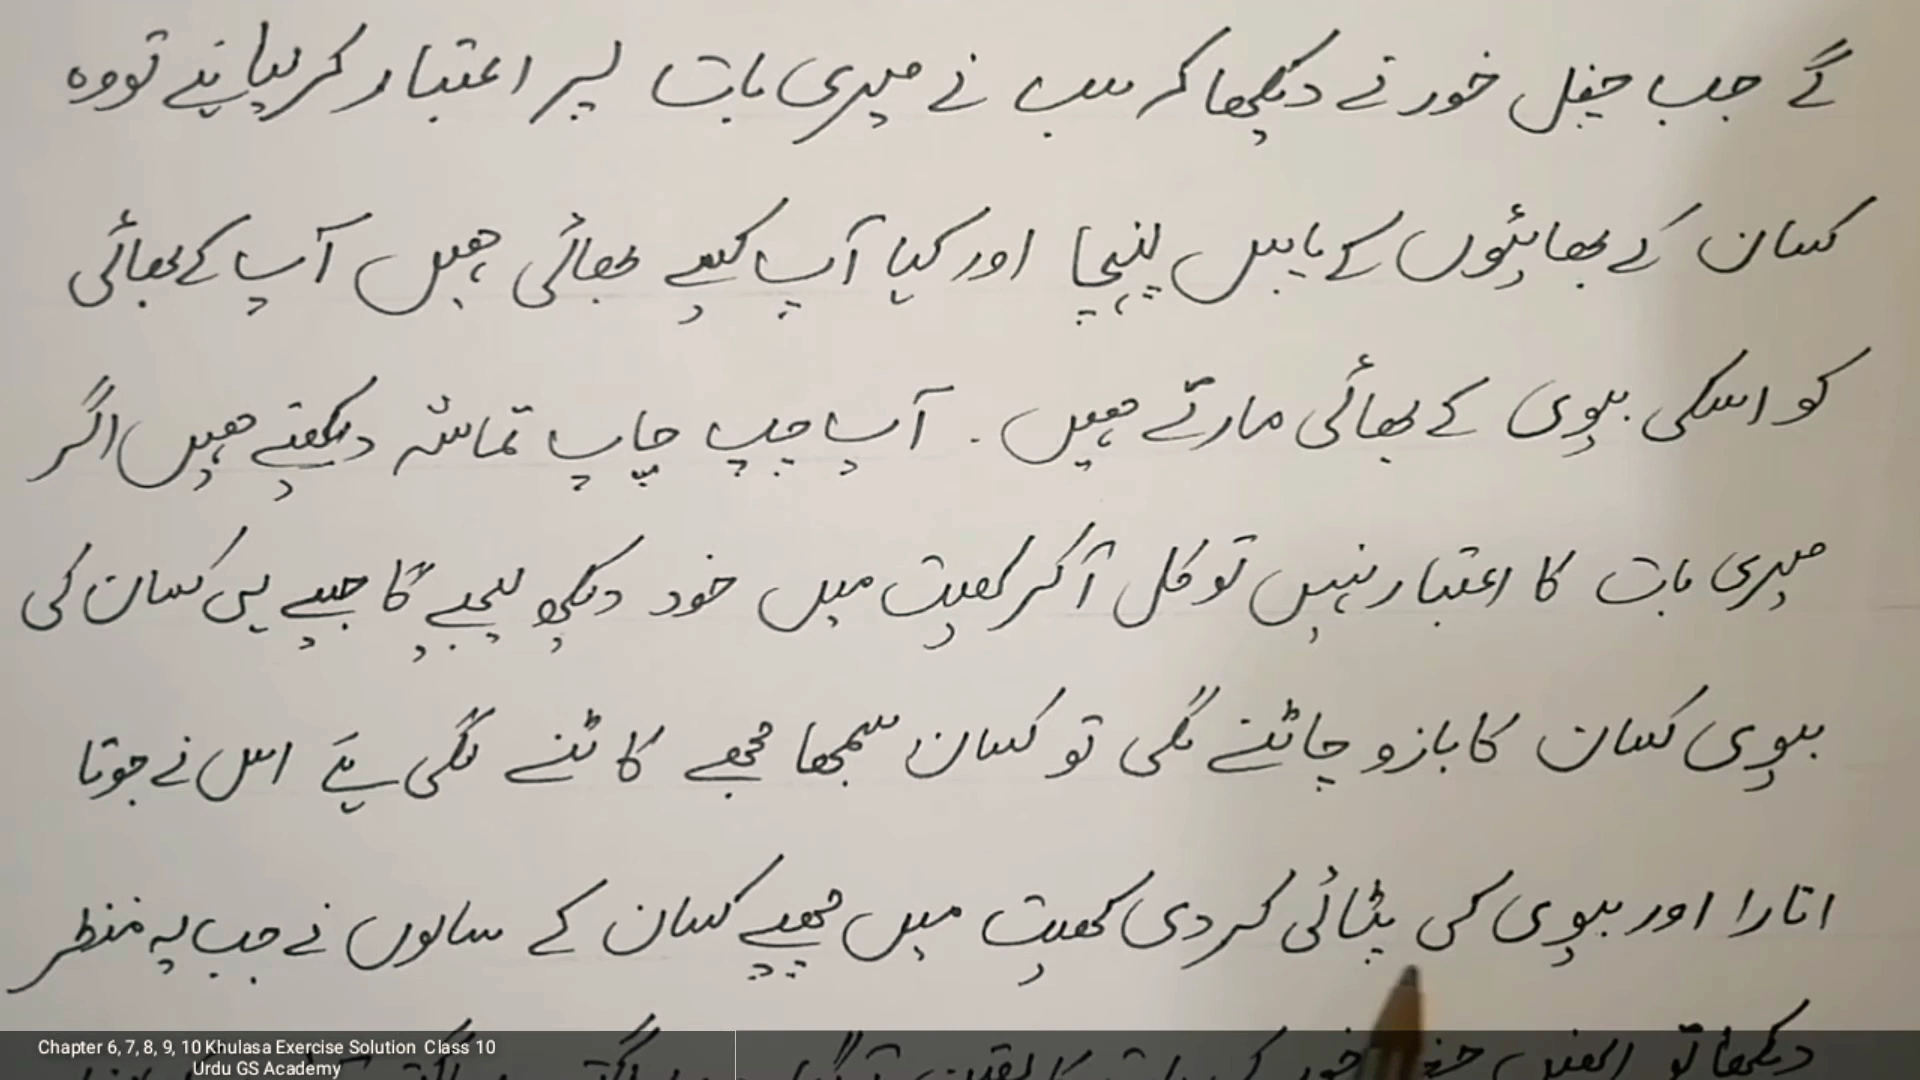 گے جب چغل خور نے دیکھا کہ سب نے میری بات پر اعتبار کر لیا ہے تو وہ
کسان کے بھائیوں کے پاس پہنچا اور کہا آپ کیسے بھائی ہیں آپ کے بھائی
کو اسکی بیوی کے بھائی مارتے ہیں۔ آپ چپ چاپ تماشہ دیکھتے ہیں اگر
میری بات کا اعتبار نہیں تو کل آ کر کھیت میں خود دیکھ لیجیے گا جیسے ہی کسان کی
بیوی کسان کا بازو چاٹنے لگی تو کسان سمجھا مجھے کاٹنے لگی ہے اس نے جوتا
اتارا اور بیوی کی پٹائی کر دی کھیت میں چھپے کسان کے سالوں نے جب یہ منظر
دیکھا تو انھیں
Chapter 6, 7, 8, 9, 10 Khulasa Exercise Solution Class 10
Urdu GS Academy